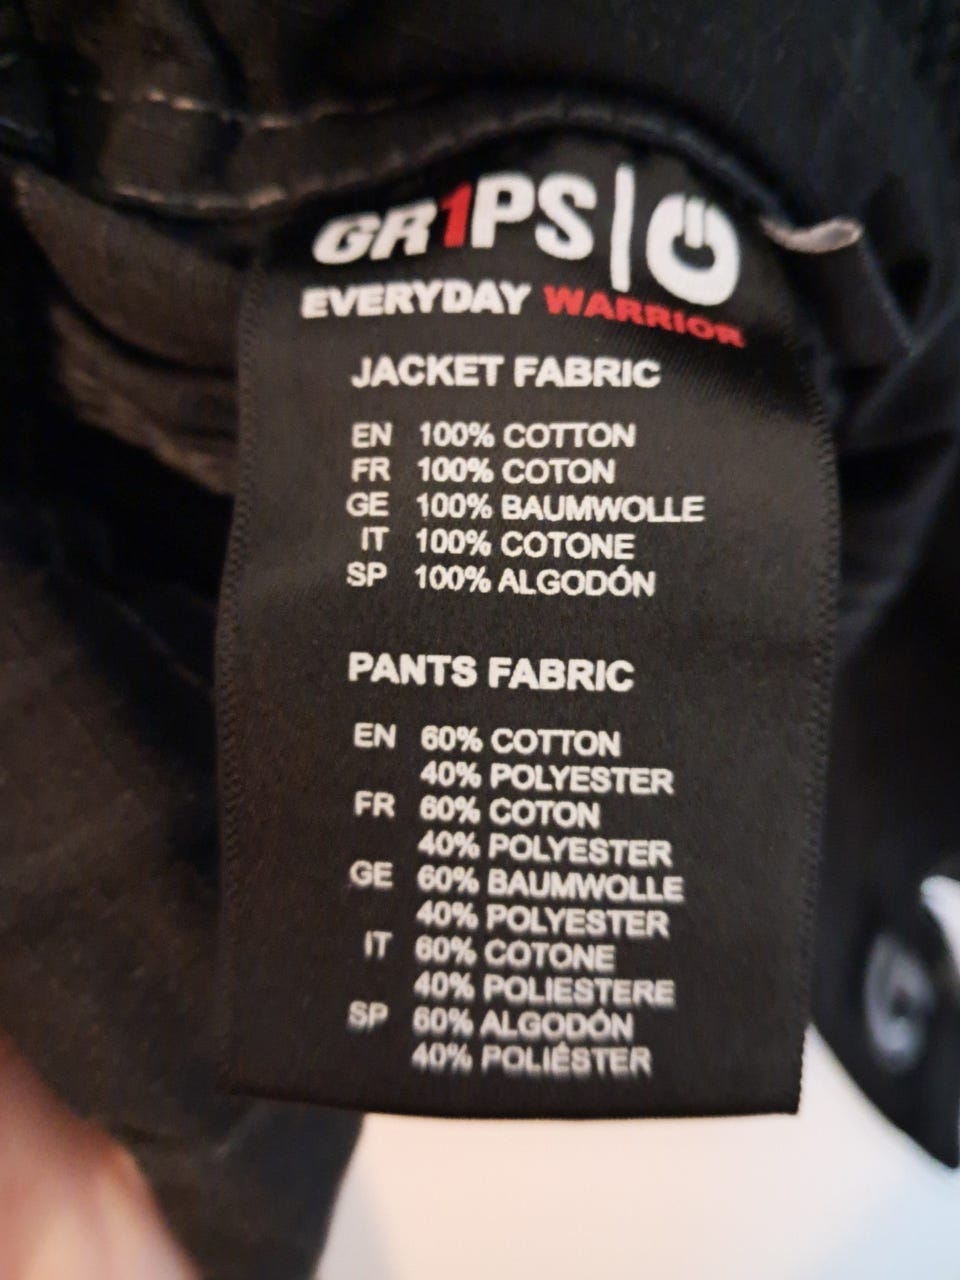 GR1PS
EVERYDAY WARRIOR
JACKET FABRIC
EN 100% COTTON
FR 100% COTON
GE 100% BAUMWOLLE
IT 100% COTONE
SP 100% ALGODÓN
PANTS FABRIC
EN 60% COTTON
40% POLYESTER
FR 60% COTON
40% POLYESTER
GE 60% BAUMWOLLE
40% POLYESTER
IT 60% COTONE
40% POLIESTERE
SP 60% ALGODÓN
40% POLIÉSTER